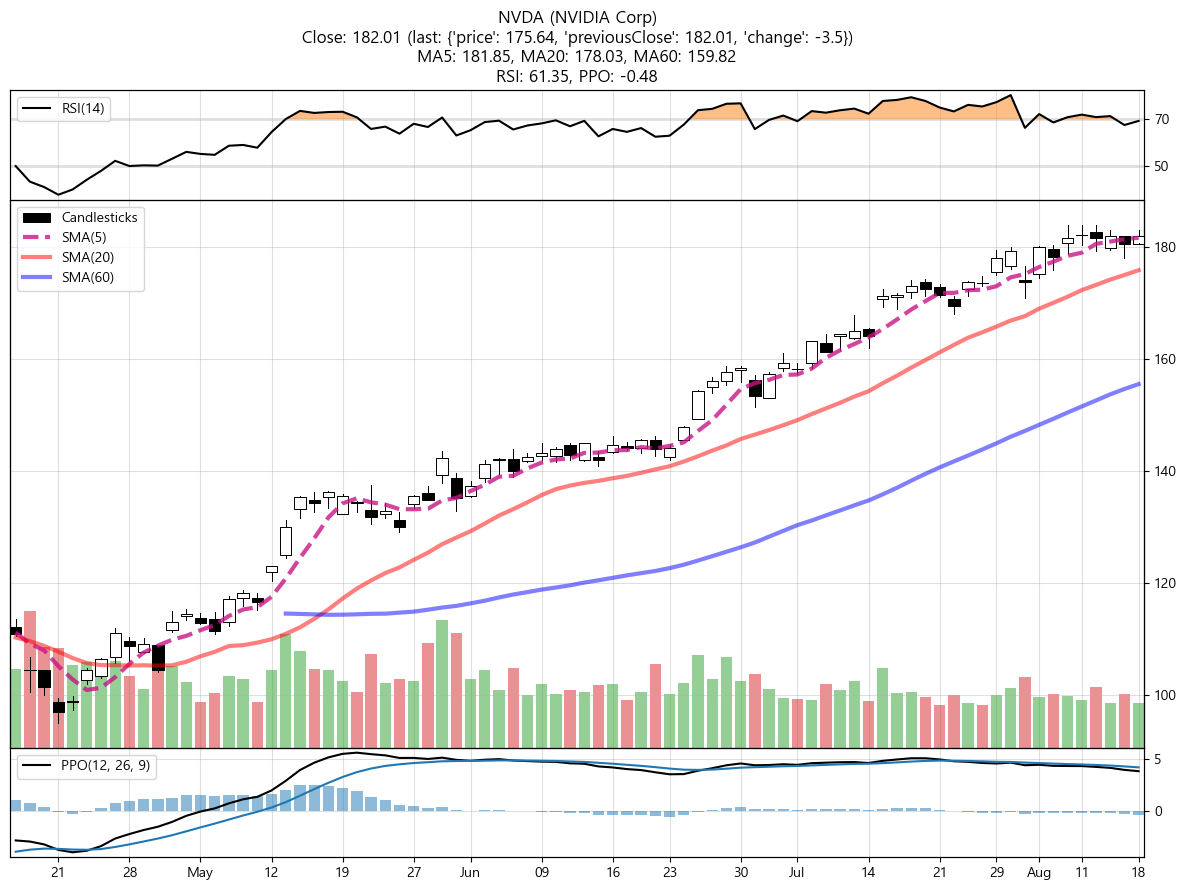 NVDA (NVIDIA Corp)
Close: 182.01 (last: {'price': 175.64, 'previousClose': 182.01, 'change': -3.5})
MA5: 181.85, MA20: 178.03, MA60: 159.82
RSI: 61.35, PPO: -0.48
RSI(14)
70
50
Candlesticks
SMA(5)
SMA(20)
SMA(60)
180
160
140
120
100
PPO(12, 26, 9)
5
0
21 28 May 12 19 27 Jun 09 16 23 30 Jul 14 21 29 Aug 11 18